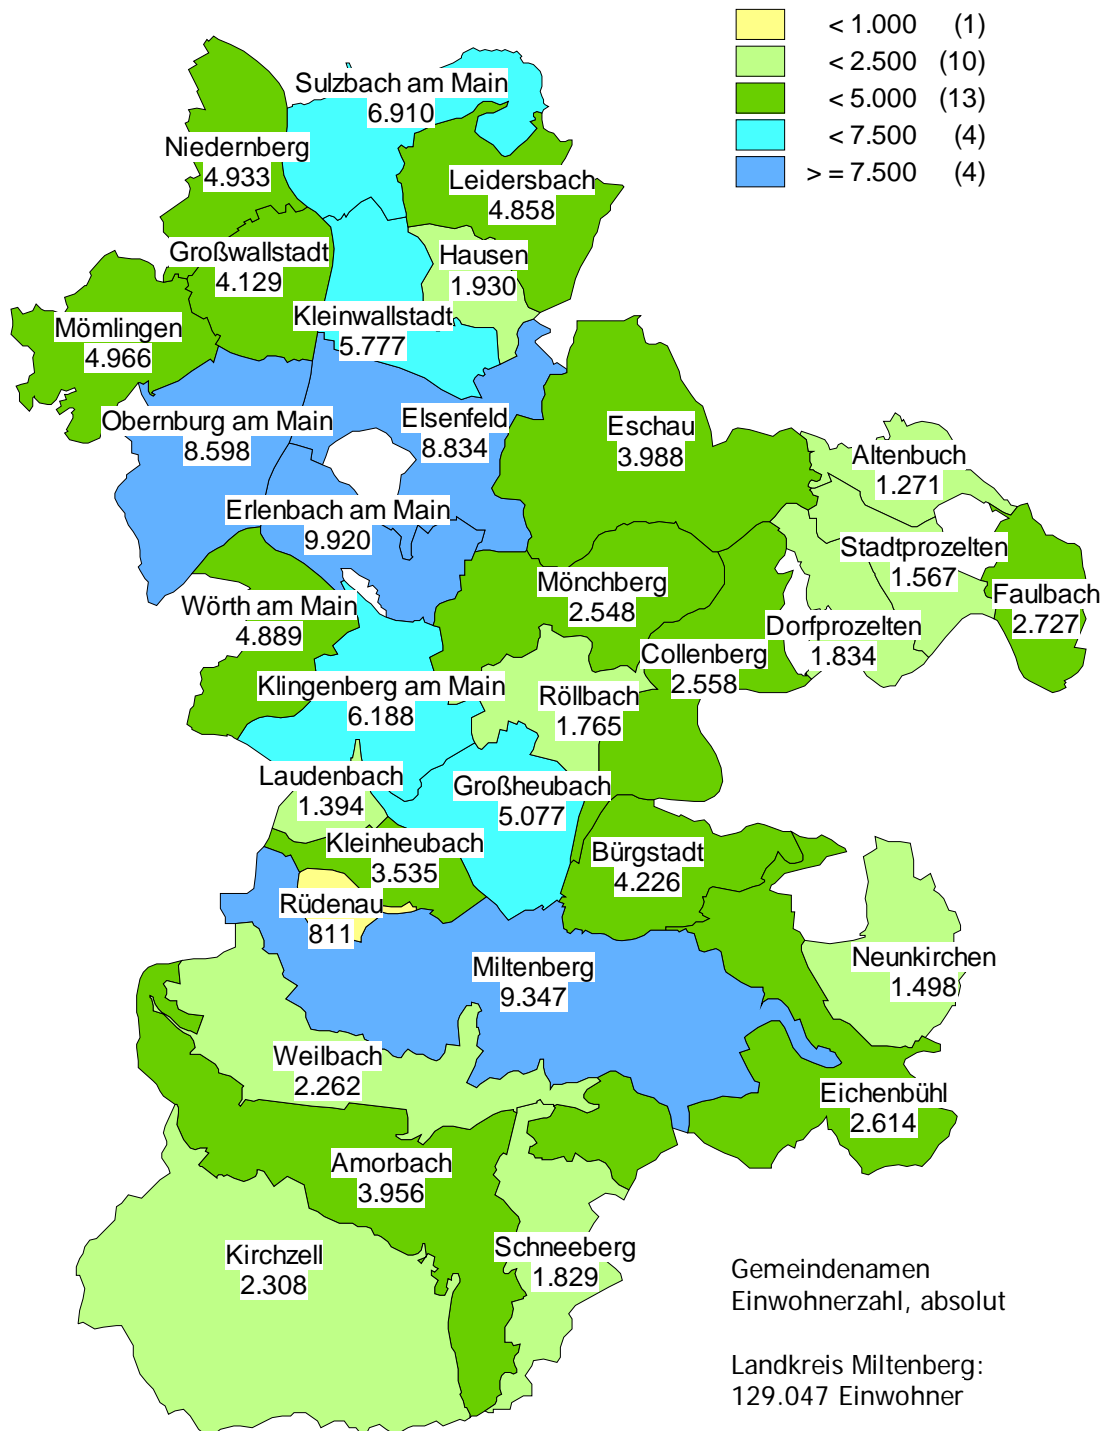 < 1.000 (1)
< 2.500 (10)
< 5.000 (13)
< 7.500 (4)
> = 7.500 (4)
Sulzbach am Main
6.910
Niedernberg
4.933
Leidersbach
4.858
Großwallstadt
4.129
Hausen
1.930
Mömlingen
4.966
Kleinwallstadt
5.777
Obernburg am Main
8.598
Elsenfeld
8.834
Eschau
3.988
Altenbuch
1.271
Erlenbach am Main
9.920
Stadtprozelten
1.567
Mönchberg
2.548
Faulbach
2.727
Wörth am Main
4.889
Dorfprozelten
1.834
Collenberg
2.558
Klingenberg am Main
6.188
Röllbach
1.765
Laudenbach
1.394
Großheubach
5.077
Kleinheubach
3.535
Bürgstadt
4.226
Rüdenau
811
Miltenberg
9.347
Neunkirchen
1.498
Weilbach
2.262
Eichenbühl
2.614
Amorbach
3.956
Kirchzell
2.308
Schneeberg
1.829
Gemeindenamen
Einwohnerzahl, absolut
Landkreis Miltenberg:
129.047 Einwohner